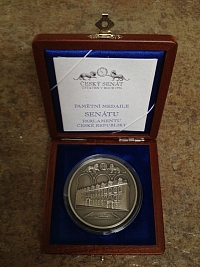 ČESKÝ SENÁT
PAMĚTNÍ MEDAILE
SENÁTU
PARLAMENTU
ČESKÉ REPUBLIKY